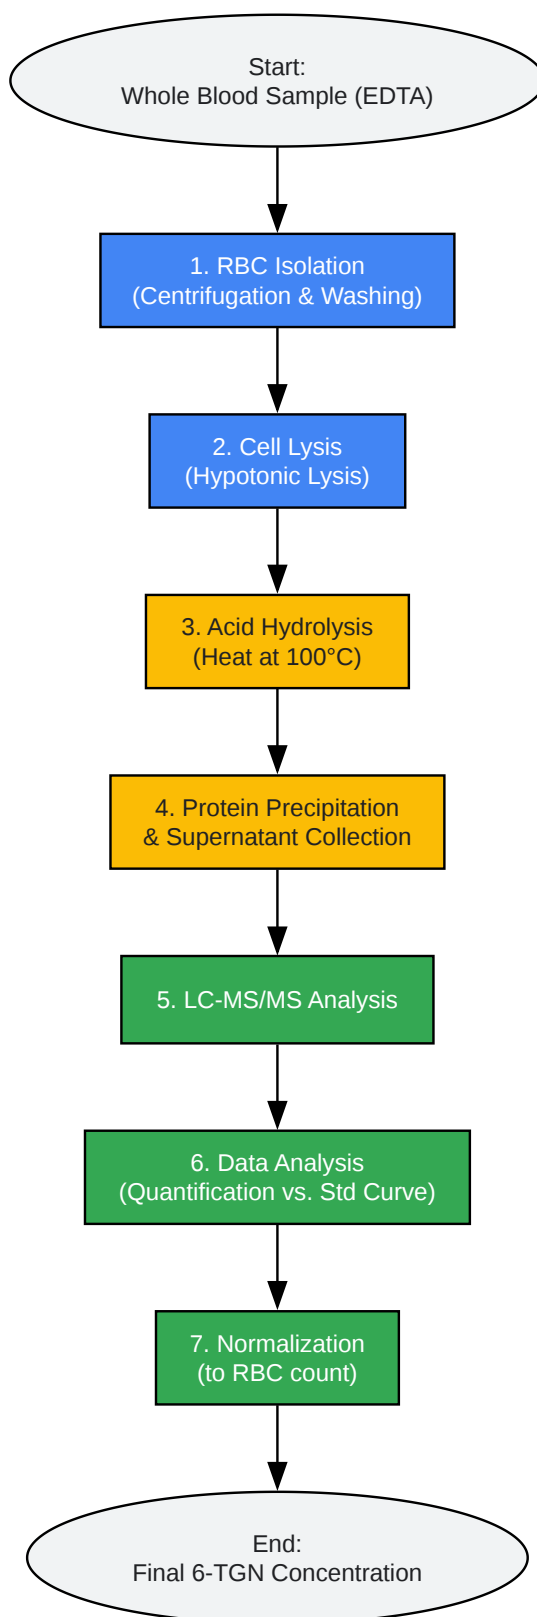 Start:
Whole Blood Sample (EDTA)
1. RBC Isolation
(Centrifugation & Washing)
2. Cell Lysis
(Hypotonic Lysis)
3. Acid Hydrolysis
(Heat at 100°C)
4. Protein Precipitation
& Supernatant Collection
5. LC-MS/MS Analysis
6. Data Analysis
(Quantification vs. Std Curve)
7. Normalization
(to RBC count)
End:
Final 6-TGN Concentration